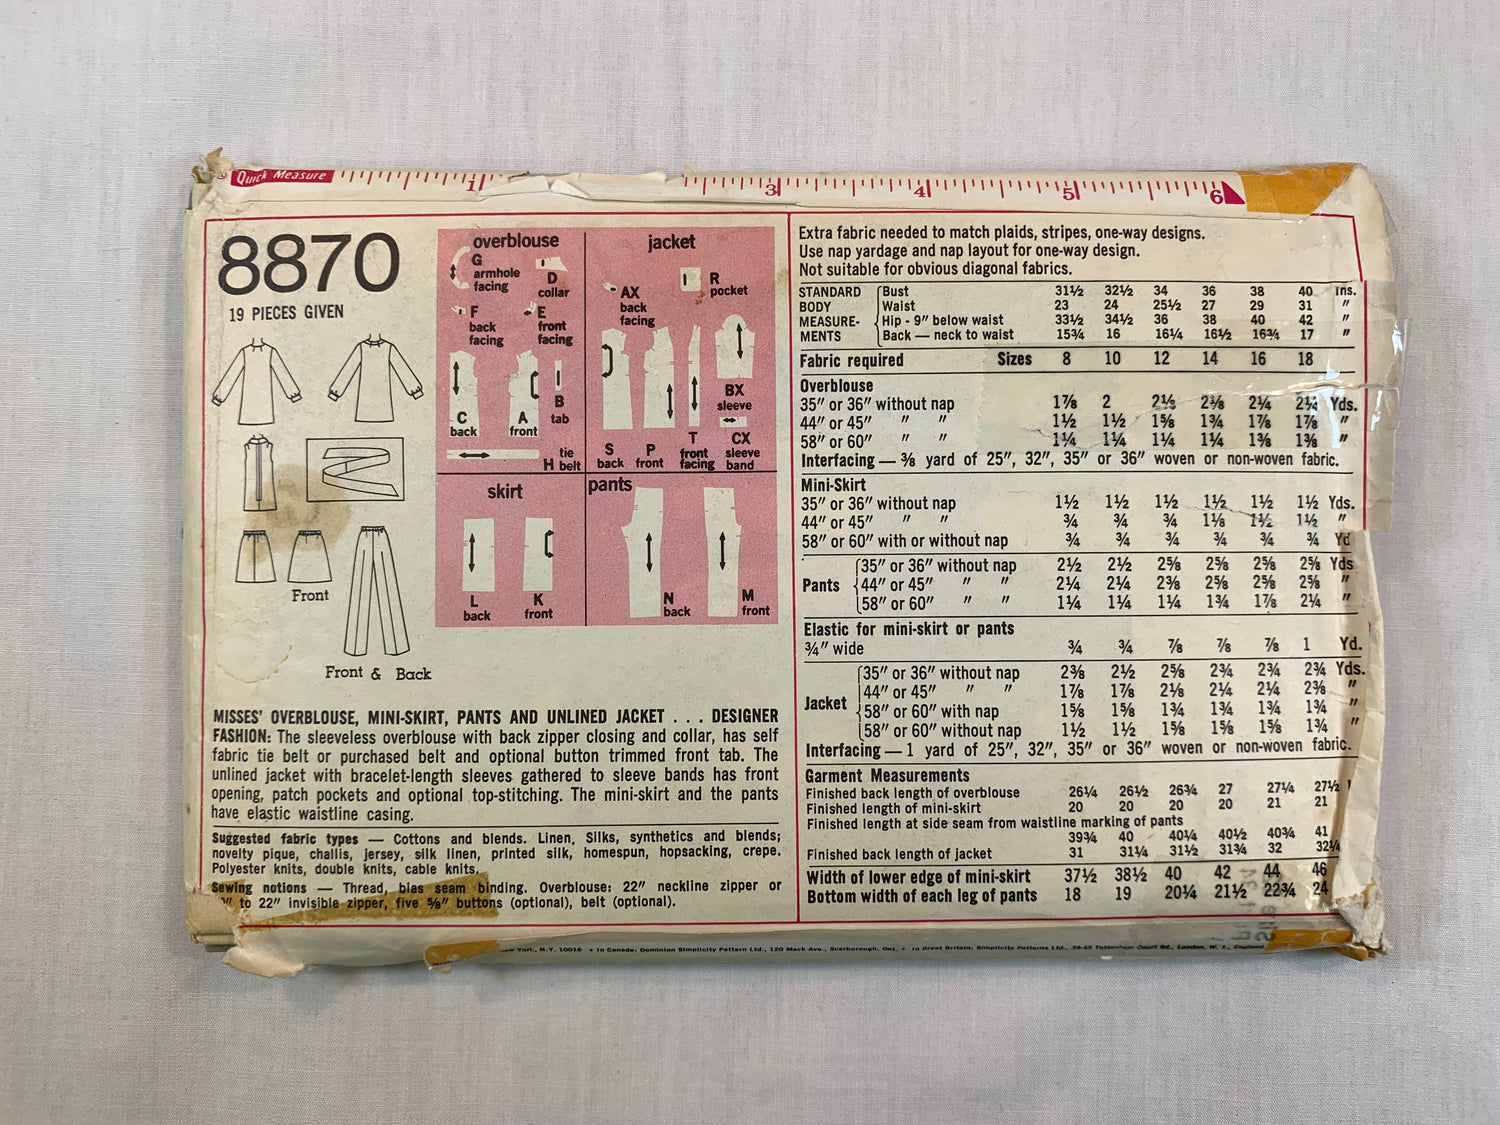 Quick Measure
1 3 4 5 6
8870
19 PIECES GIVEN
Front
Front & Back
overblouse
G
armhole
facing
D
collar
F
back
facing
E
front
facing
C
back
A
front
B
tab
H tie
belt
jacket
AX
back
facing
R
pocket
BX
sleeve
S
back
P
front
T
front
facing
CX
sleeve
band
skirt
L
back
K
front
pants
N
back
M
front
MISSES' OVERBLOUSE, MINI-SKIRT, PANTS AND UNLINED JACKET . . . DESIGNER
FASHION: The sleeveless overblouse with back zipper closing and collar, has self
fabric tie belt or purchased belt and optional button trimmed front tab. The
unlined jacket with bracelet-length sleeves gathered to sleeve bands has front
opening, patch pockets and optional top-stitching. The mini-skirt and the pants
have elastic waistline casing.
Suggested fabric types — Cottons and blends. Linen, Silks, synthetics and blends;
novelty pique, challis, jersey, silk linen, printed silk, homespun, hopsacking, crepe.
Polyester knits, double knits, cable knits.
Sewing notions — Thread, bias seam binding. Overblouse: 22" neckline zipper or
" to 22" invisible zipper, five ⅝" buttons (optional), belt (optional).
Extra fabric needed to match plaids, stripes, one-way designs.
Use nap yardage and nap layout for one-way design.
Not suitable for obvious diagonal fabrics.
STANDARD Bust 31½ 32½ 34 36 38 40 Ins.
BODY Waist 23 24 25½ 27 29 31 "
MEASURE- Hip - 9" below waist 33½ 34½ 36 38 40 42 "
MENTS Back — neck to waist 15¾ 16 16¼ 16½ 16¾ 17 "
Fabric required Sizes 8 10 12 14 16 18
Overblouse
35" or 36" without nap 1⅞ 2 2⅛ 2⅛ 2¼ 2¼ Yds.
44" or 45" " " 1½ 1½ 1⅝ 1¾ 1⅞ 1⅞ "
58" or 60" " " 1¼ 1¼ 1¼ 1¼ 1⅜ 1⅜ "
Interfacing — ⅜ yard of 25", 32", 35" or 36" woven or non-woven fabric.
Mini-Skirt
35" or 36" without nap 1½ 1½ 1½ 1½ 1½ 1½ Yds.
44" or 45" " " ¾ ¾ ¾ 1⅛ 1½ 1½ "
58" or 60" with or without nap ¾ ¾ ¾ ¾ ¾ ¾ Yd
35" or 36" without nap 2½ 2½ 2⅝ 2⅝ 2⅝ 2⅝ Yds
Pants 44" or 45" " " 2¼ 2¼ 2⅜ 2⅝ 2⅝ 2⅝ "
58" or 60" " " 1¼ 1¼ 1¼ 1¾ 1⅞ 2¼ "
Elastic for mini-skirt or pants
¾" wide ¾ ¾ ⅞ ⅞ ⅞ 1 Yd.
35" or 36" without nap 2⅜ 2½ 2⅝ 2¾ 2¾ 2¾ Yds.
44" or 45" " " 1⅞ 1⅞ 2⅛ 2¼ 2¼ 2⅜ "
Jacket 58" or 60" with nap 1⅝ 1⅝ 1¾ 1¾ 1¾ 1¾ "
58" or 60" without nap 1½ 1½ 1⅝ 1⅝ 1⅝ 1¾ "
Interfacing — 1 yard of 25", 32", 35" or 36" woven or non-woven fabric.
Garment Measurements
Finished back length of overblouse 26¼ 26½ 26¾ 27 27¼ 27½
Finished length of mini-skirt 20 20 20 20 21 21
Finished length at side seam from waistline marking of pants
39¾ 40 40¼ 40½ 40¾ 41
Finished back length of jacket 31 31¼ 31½ 31¾ 32 32¼
Width of lower edge of mini-skirt 37½ 38½ 40 42 44 46
Bottom width of each leg of pants 18 19 20¼ 21½ 22¾ 24
York, N.Y. 10016 • In Canada: Dominion Simplicity Pattern Ltd., 120 Mack Ave., Scarborough, Ont. • In Great Britain: Simplicity Patterns Ltd., 39-45 Tottenham Court Rd., London, W. 1., England.